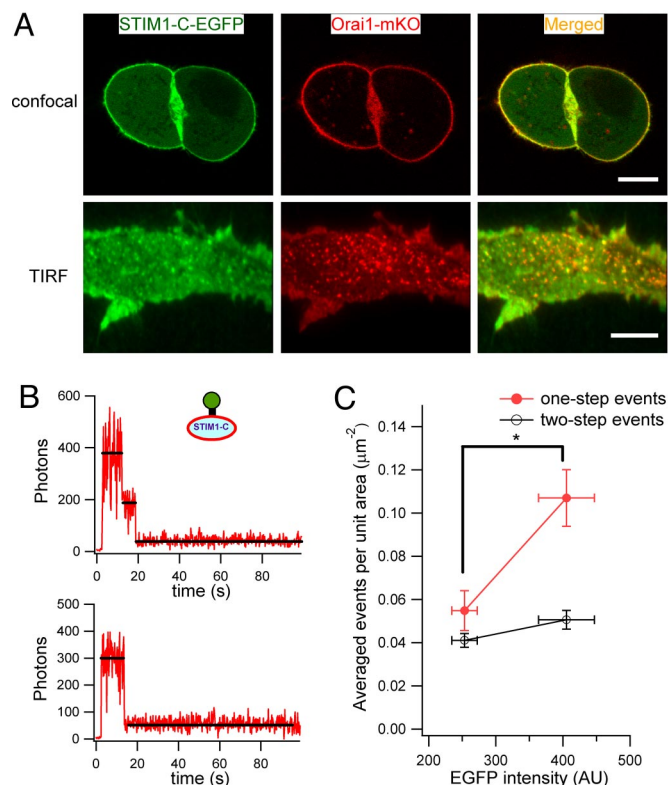 A
STIM1-C-EGFP
Orai1-mKO
Merged
confocal
TIRF
B
600
400
200
0
Photons
STIM1-C
0 20 40 60 80
time (s)
500
400
300
200
100
0
Photons
0 20 40 60 80
time (s)
C
one-step events
two-step events
*
0.14
0.12
0.10
0.08
0.06
0.04
0.02
0.00
Averaged events per unit area (μm⁻²)
200 300 400 500
EGFP intensity (AU)